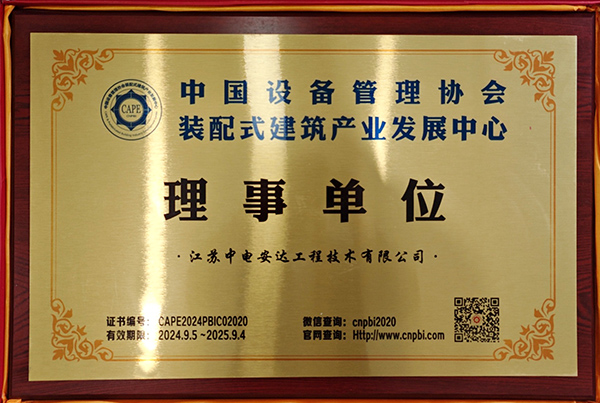 CAPE
中国设备管理协会
装配式建筑产业发展中心
理事单位
·江苏中电安达工程技术有限公司·
证书编号：CAPE2024PBIC02020
有效期限：2024.9.5 ~2025.9.4
微信查询：cnpbi2020
官网查询：Http://www.cnpbi.com